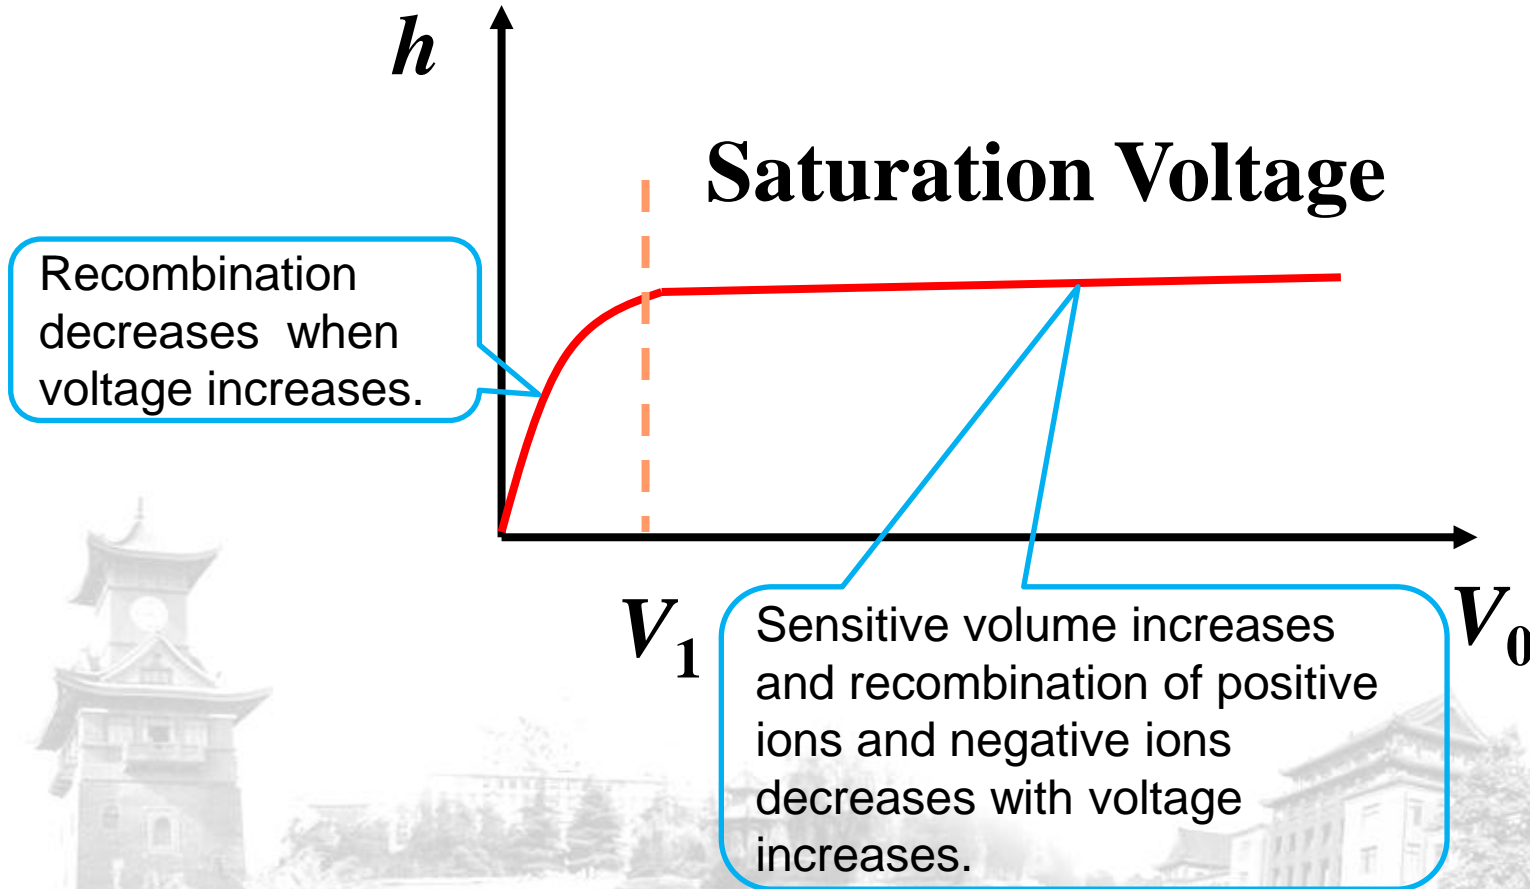 h
Saturation Voltage
Recombination
decreases when
voltage increases.
V1
V0
Sensitive volume increases
and recombination of positive
ions and negative ions
decreases with voltage
increases.